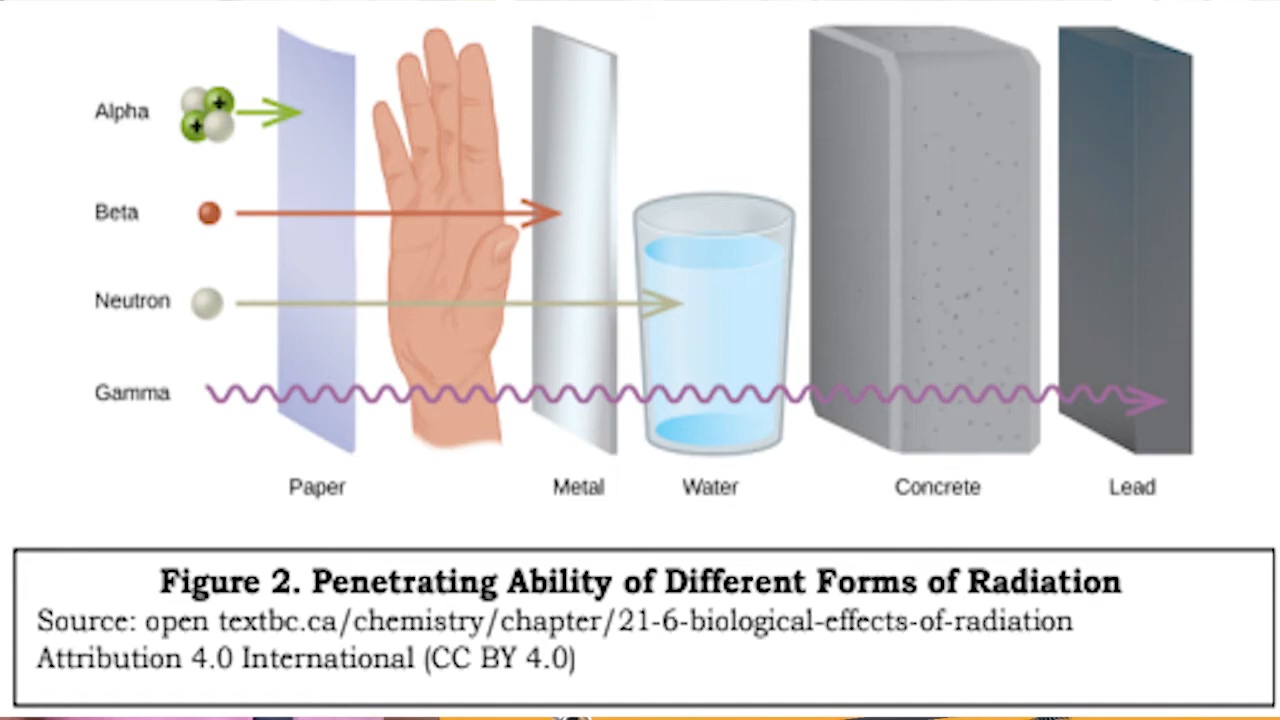 Alpha
Beta
Neutron
Gamma
Paper Metal Water Concrete Lead
Figure 2. Penetrating Ability of Different Forms of Radiation
Source: open textbc.ca/chemistry/chapter/21-6-biological-effects-of-radiation
Attribution 4.0 International (CC BY 4.0)